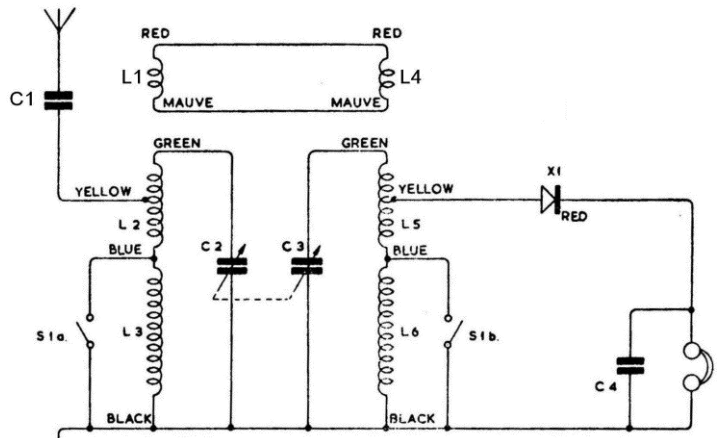 RED RED
L1 L4
C1
MAUVE MAUVE
GREEN GREEN
YELLOW YELLOW X1
RED
L2 L5
BLUE C2 C3 BLUE
S1a. L3 L6 S1b.
C4
BLACK BLACK